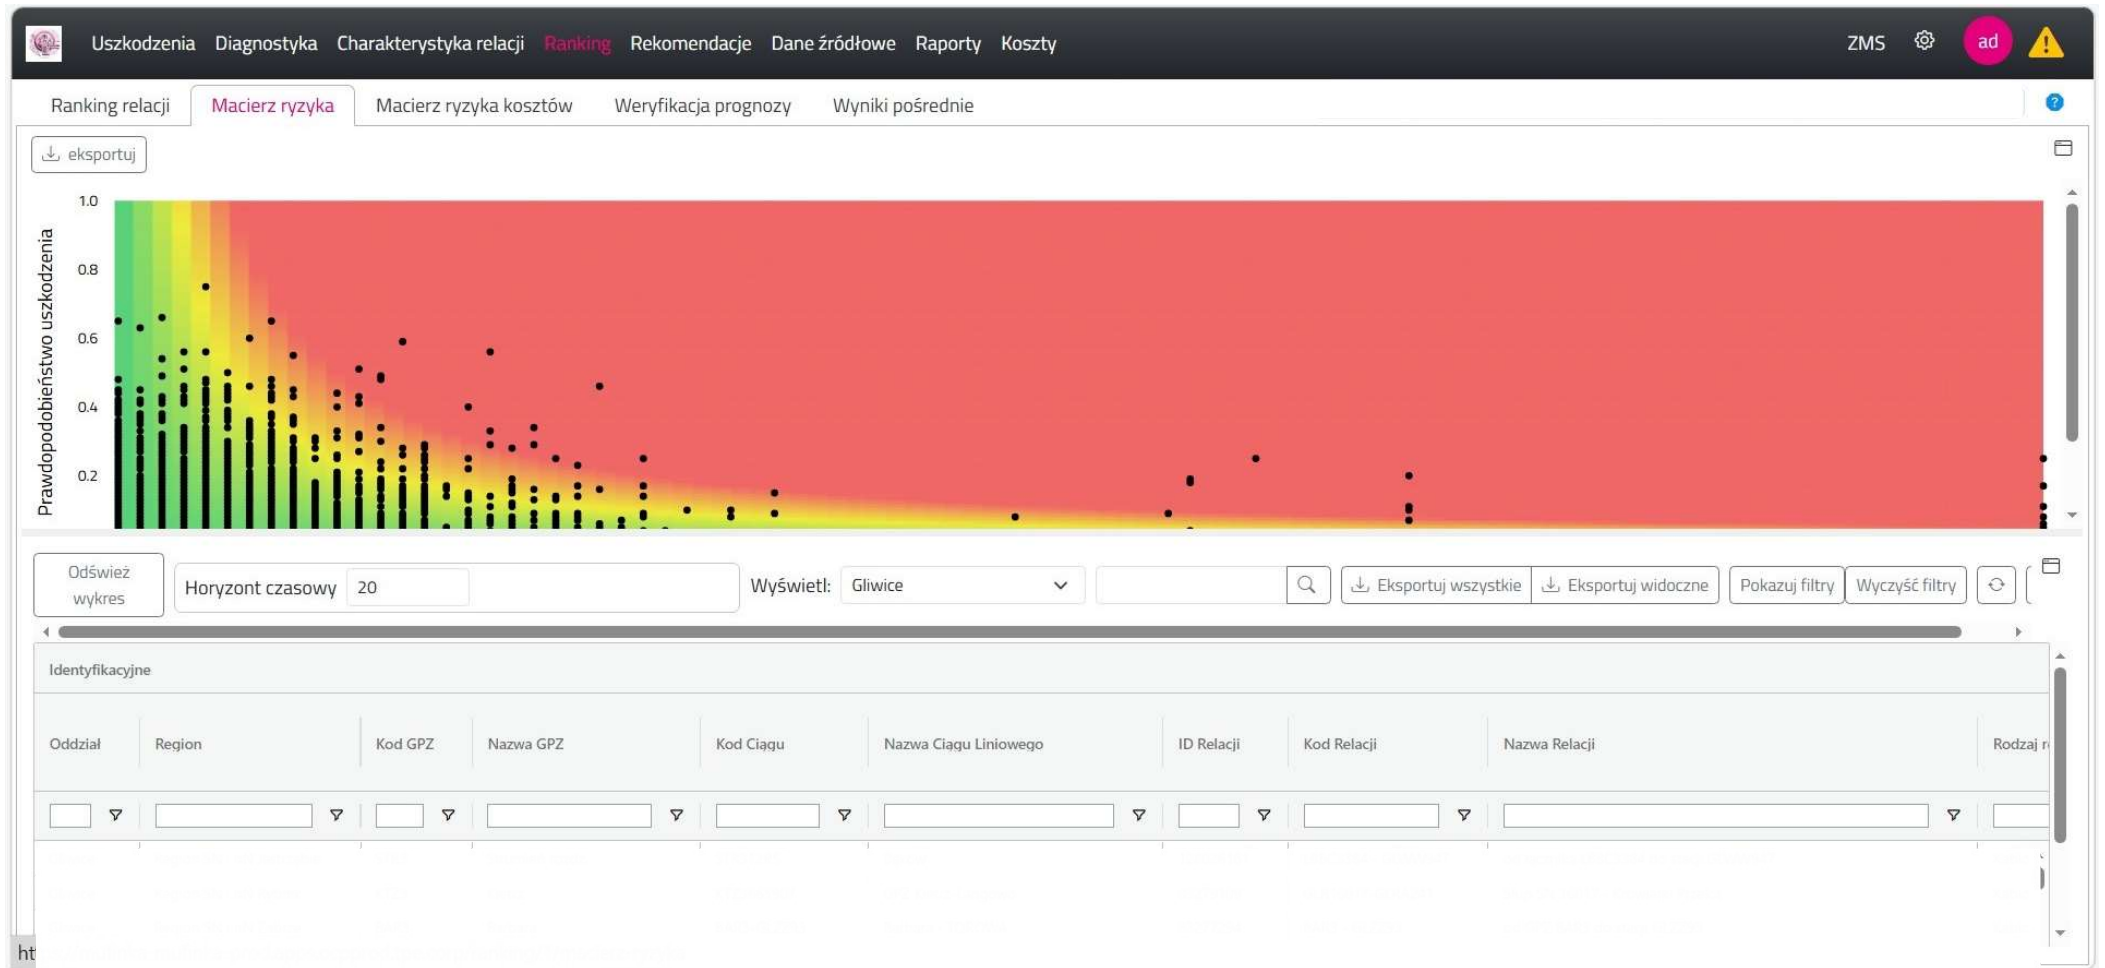 Uszkodzenia Diagnostyka Charakterystyka relacji Ranking Rekomendacje Dane źródłowe Raporty Koszty ZMS ad
Ranking relacji Macierz ryzyka Macierz ryzyka kosztów Weryfikacja prognozy Wyniki pośrednie ?
eksportuj
Prawdopodobieństwo uszkodzenia
1.0
0.8
0.6
0.4
0.2
Odśwież
wykres
Horyzont czasowy 20 Wyświetl: Gliwice Eksportuj wszystkie Eksportuj widoczne Pokazuj filtry Wyczyść filtry
Identyfikacyjne
Oddział Region Kod GPZ Nazwa GPZ Kod Ciągu Nazwa Ciągu Liniowego ID Relacji Kod Relacji Nazwa Relacji Rodzaj r
ht